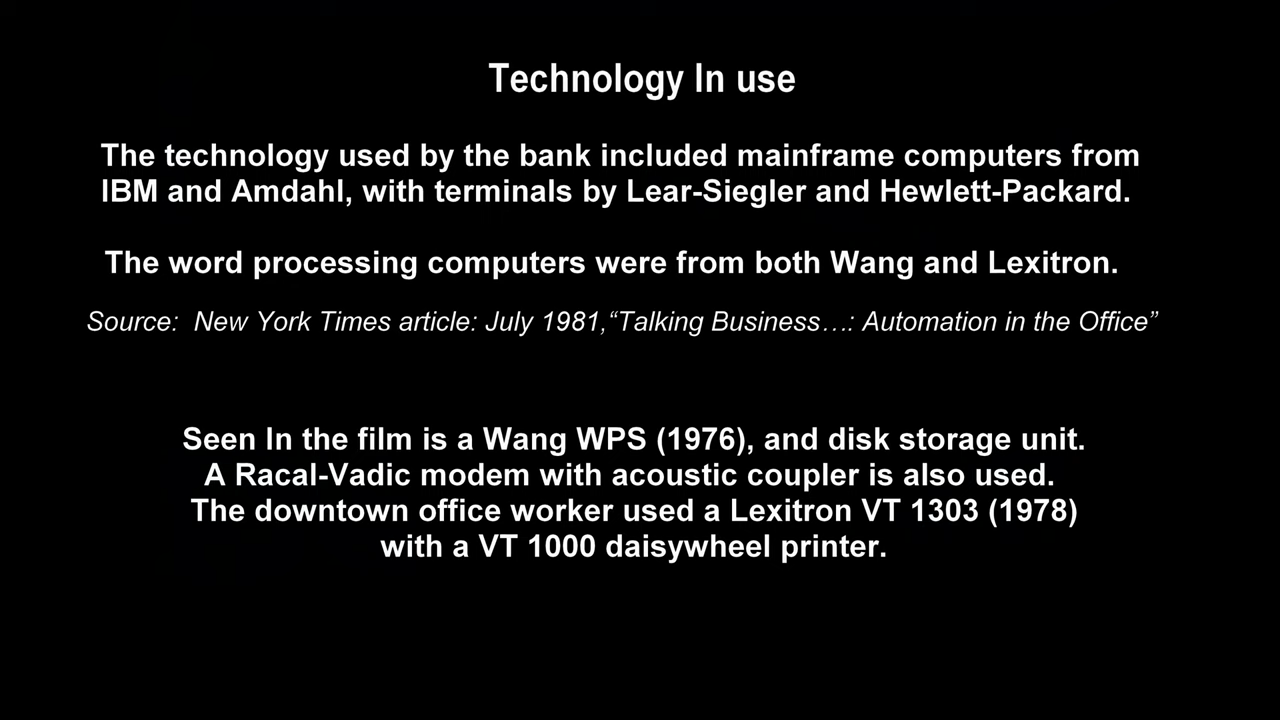 Technology In use
The technology used by the bank included mainframe computers from
IBM and Amdahl, with terminals by Lear-Siegler and Hewlett-Packard.
The word processing computers were from both Wang and Lexitron.
Source:  New York Times article: July 1981,“Talking Business…: Automation in the Office”
Seen In the film is a Wang WPS (1976), and disk storage unit.
A Racal-Vadic modem with acoustic coupler is also used.
The downtown office worker used a Lexitron VT 1303 (1978)
with a VT 1000 daisywheel printer.